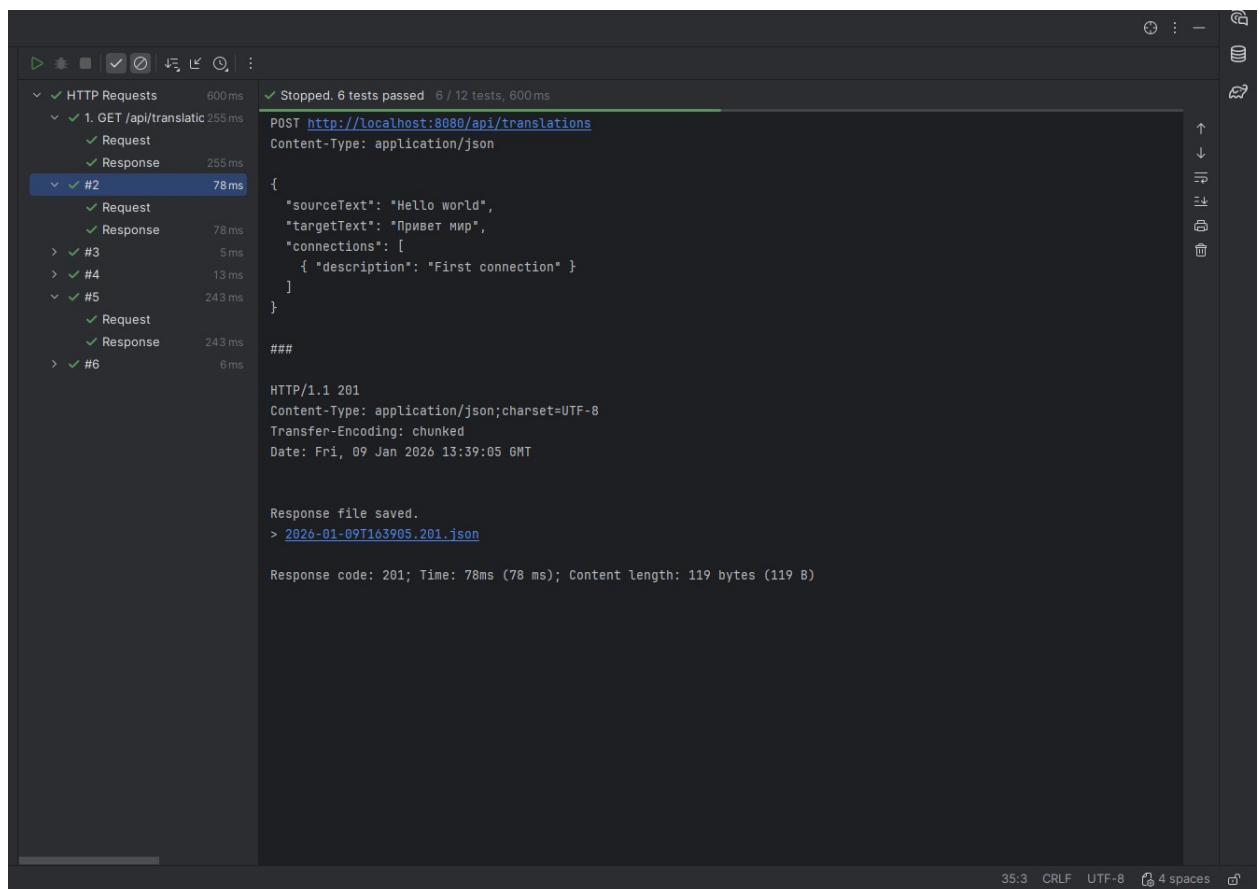 HTTP Requests 600 ms
1. GET /api/translatic 255 ms
Request
Response 255 ms
#2 78 ms
Request
Response 78 ms
#3 5 ms
#4 13 ms
#5 243 ms
Request
Response 243 ms
#6 6 ms
Stopped. 6 tests passed 6 / 12 tests, 600 ms
POST http://localhost:8080/api/translations
Content-Type: application/json
{
"sourceText": "Hello world",
"targetText": "Привет мир",
"connections": [
{ "description": "First connection" }
]
}
###
HTTP/1.1 201
Content-Type: application/json;charset=UTF-8
Transfer-Encoding: chunked
Date: Fri, 09 Jan 2026 13:39:05 GMT
Response file saved.
> 2026-01-09T163905.201.json
Response code: 201; Time: 78ms (78 ms); Content length: 119 bytes (119 B)
35:3 CRLF UTF-8 4 spaces